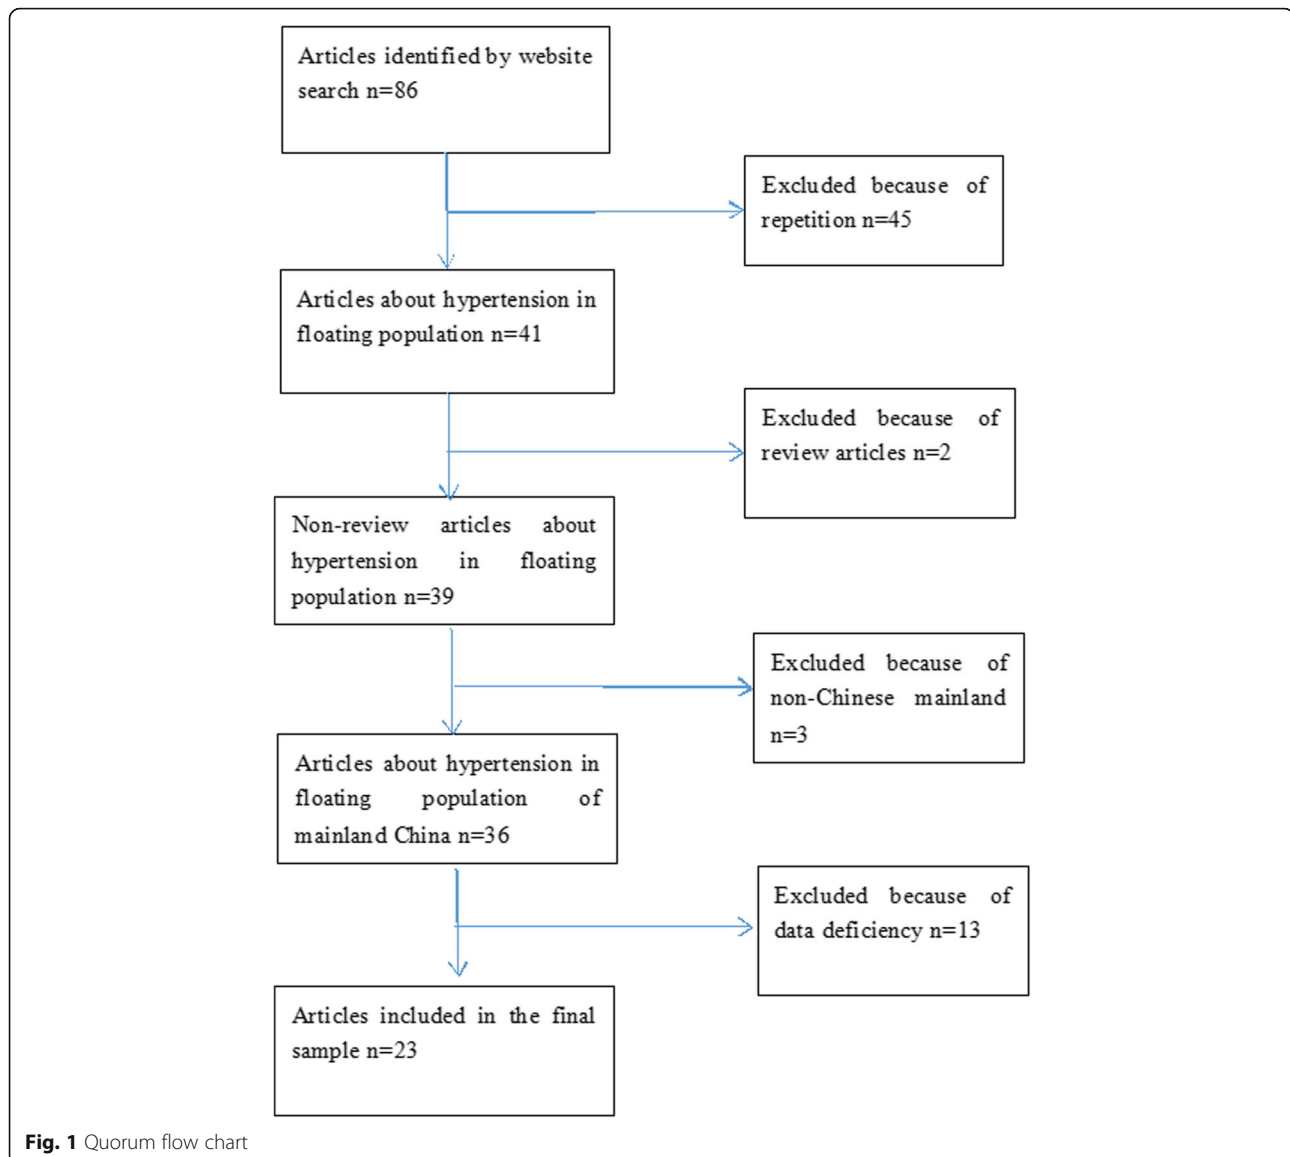 Articles identified by website
search n=86
Excluded because of
repetition n=45
Articles about hypertension in
floating population n=41
Excluded because of
review articles n=2
Non-review articles about
hypertension in floating
population n=39
Excluded because of
non-Chinese mainland
n=3
Articles about hypertension in
floating population of
mainland China n=36
Excluded because of
data deficiency n=13
Articles included in the final
sample n=23
Fig. 1 Quorum flow chart